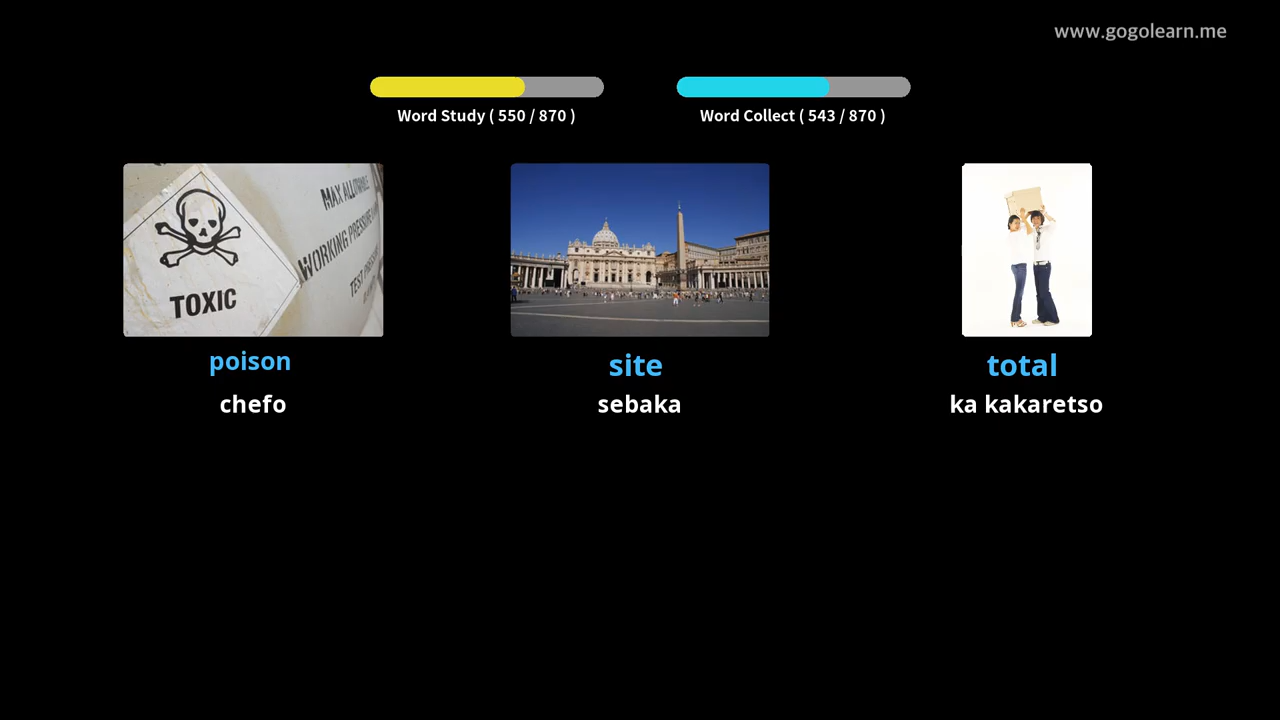 www.gogolearn.me
Word Study ( 550 / 870 )
Word Collect ( 543 / 870 )
TOXIC
MAX ALLOWABLE
WORKING PRESSURE
poison
site
total
chefo
sebaka
ka kakaretso